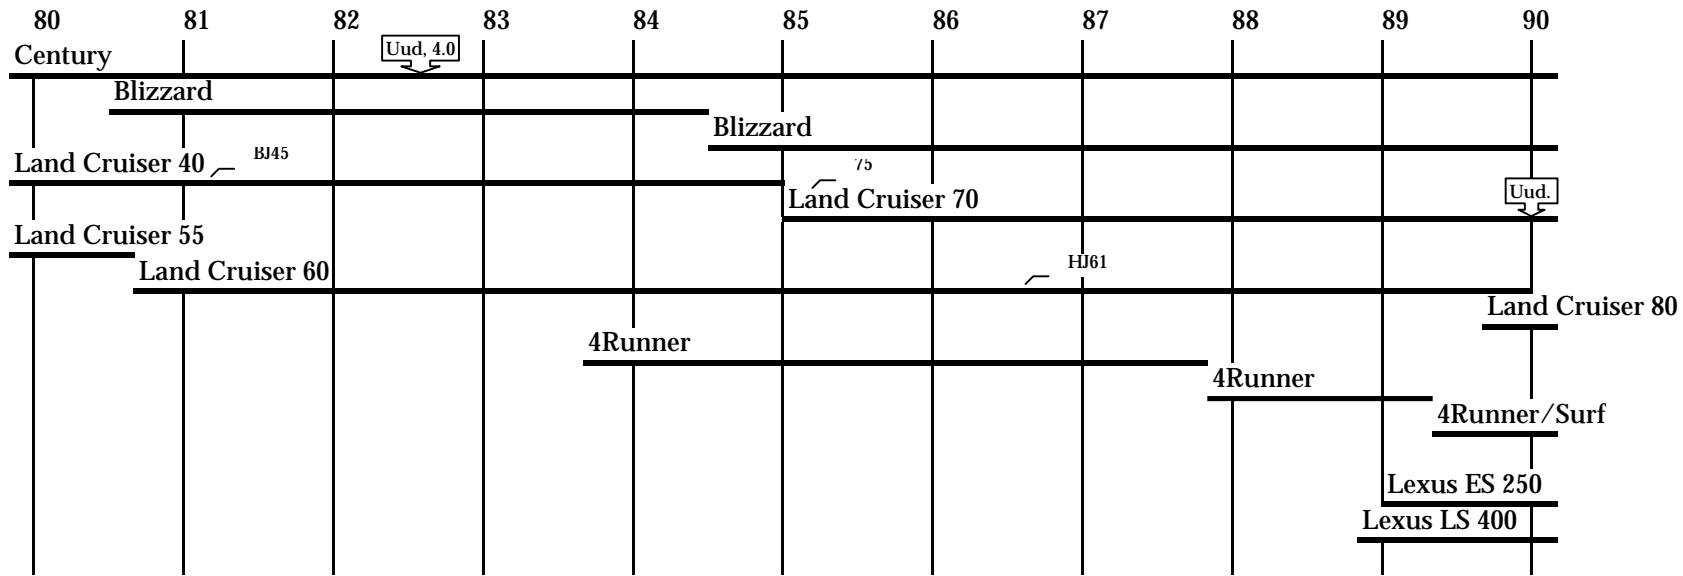 80 81 82 83 84 85 86 87 88 89 90
Century
Uud, 4.0
Blizzard
Blizzard
Land Cruiser 40
BJ45
75
Land Cruiser 70
Uud.
Land Cruiser 55
Land Cruiser 60
HJ61
Land Cruiser 80
4Runner
4Runner
4Runner/Surf
Lexus ES 250
Lexus LS 400